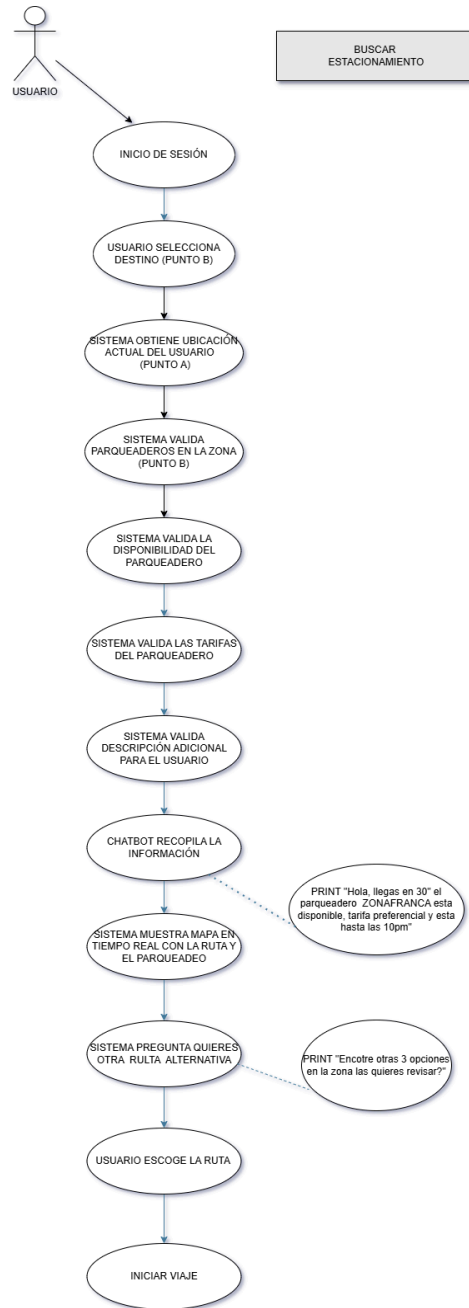 USUARIO
BUSCAR
ESTACIONAMIENTO
INICIO DE SESIÓN
USUARIO SELECCIONA
DESTINO (PUNTO B)
SISTEMA OBTIENE UBICACIÓN
ACTUAL DEL USUARIO
(PUNTO A)
SISTEMA VALIDA
PARQUEADEROS EN LA ZONA
(PUNTO B)
SISTEMA VALIDA LA
DISPONIBILIDAD DEL
PARQUEADERO
SISTEMA VALIDA LAS TARIFAS
DEL PARQUEADERO
SISTEMA VALIDA
DESCRIPCIÓN ADICIONAL
PARA EL USUARIO
CHATBOT RECOPILA LA
INFORMACIÓN
PRINT "Hola, llegas en 30" el
parqueadero ZONAFRANCA esta
disponible, tarifa preferencial y esta
hasta las 10pm"
SISTEMA MUESTRA MAPA EN
TIEMPO REAL CON LA RUTA Y
EL PARQUEADEO
SISTEMA PREGUNTA QUIERES
OTRA RULTA ALTERNATIVA
PRINT "Encotre otras 3 opciones
en la zona las quieres revisar?"
USUARIO ESCOGE LA RUTA
INICIAR VIAJE